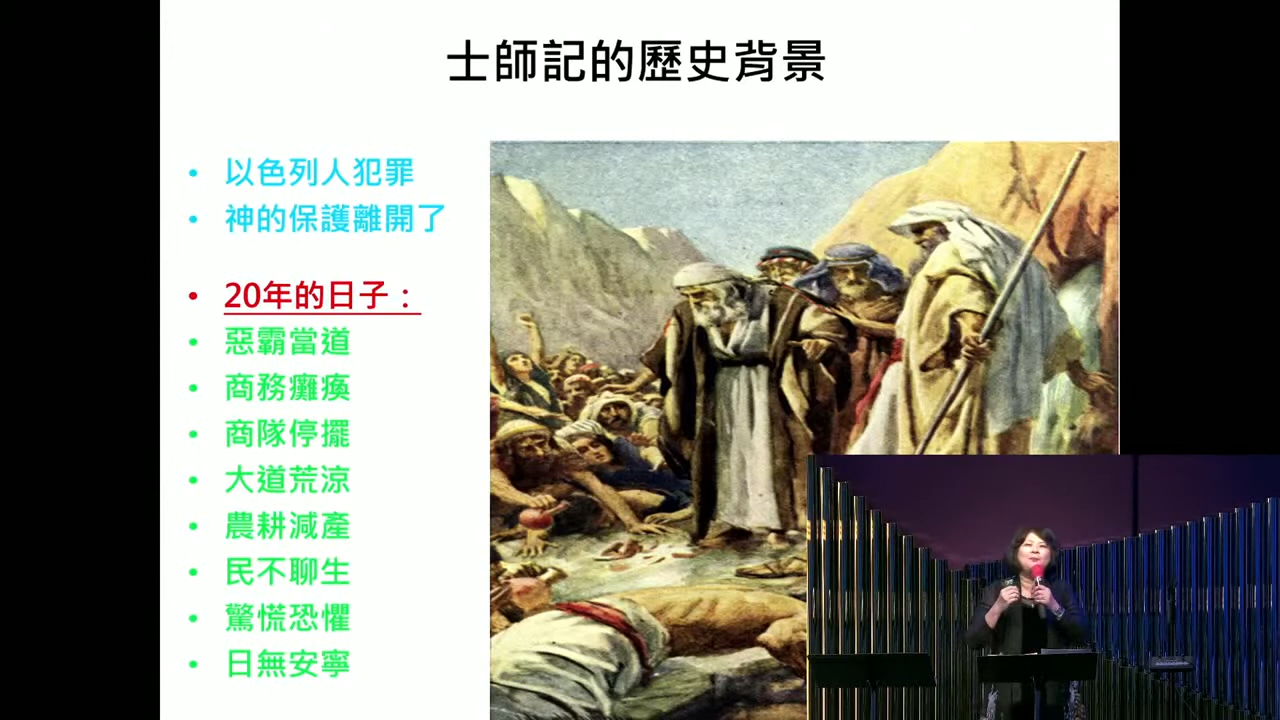 士師記的歷史背景
• 以色列人犯罪
• 神的保護離開了
• 20年的日子：
• 惡霸當道
• 商務癱瘓
• 商隊停擺
• 大道荒涼
• 農耕減產
• 民不聊生
• 驚慌恐懼
• 日無安寧